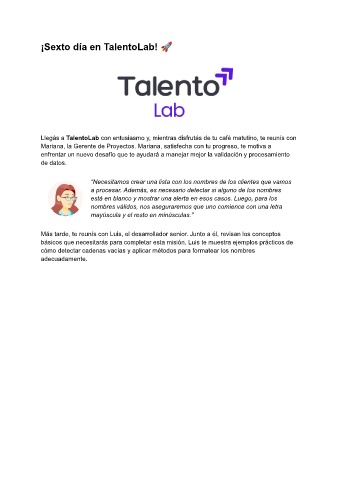 ¡Sexto día en TalentoLab! 🚀
Talento
Lab
Llegás a TalentoLab con entusiasmo y, mientras disfrutás de tu café matutino, te reunís con
Mariana, la Gerente de Proyectos. Mariana, satisfecha con tu progreso, te motiva a
enfrentar un nuevo desafío que te ayudará a manejar mejor la validación y procesamiento
de datos.
"Necesitamos crear una lista con los nombres de los clientes que vamos
a procesar. Además, es necesario detectar si alguno de los nombres
está en blanco y mostrar una alerta en esos casos. Luego, para los
nombres válidos, nos aseguraremos que uno comience con una letra
mayúscula y el resto en minúsculas."
Más tarde, te reunís con Luis, el desarrollador senior. Junto a él, revisan los conceptos
básicos que necesitarás para completar esta misión. Luis te muestra ejemplos prácticos de
cómo detectar cadenas vacías y aplicar métodos para formatear los nombres
adecuadamente.